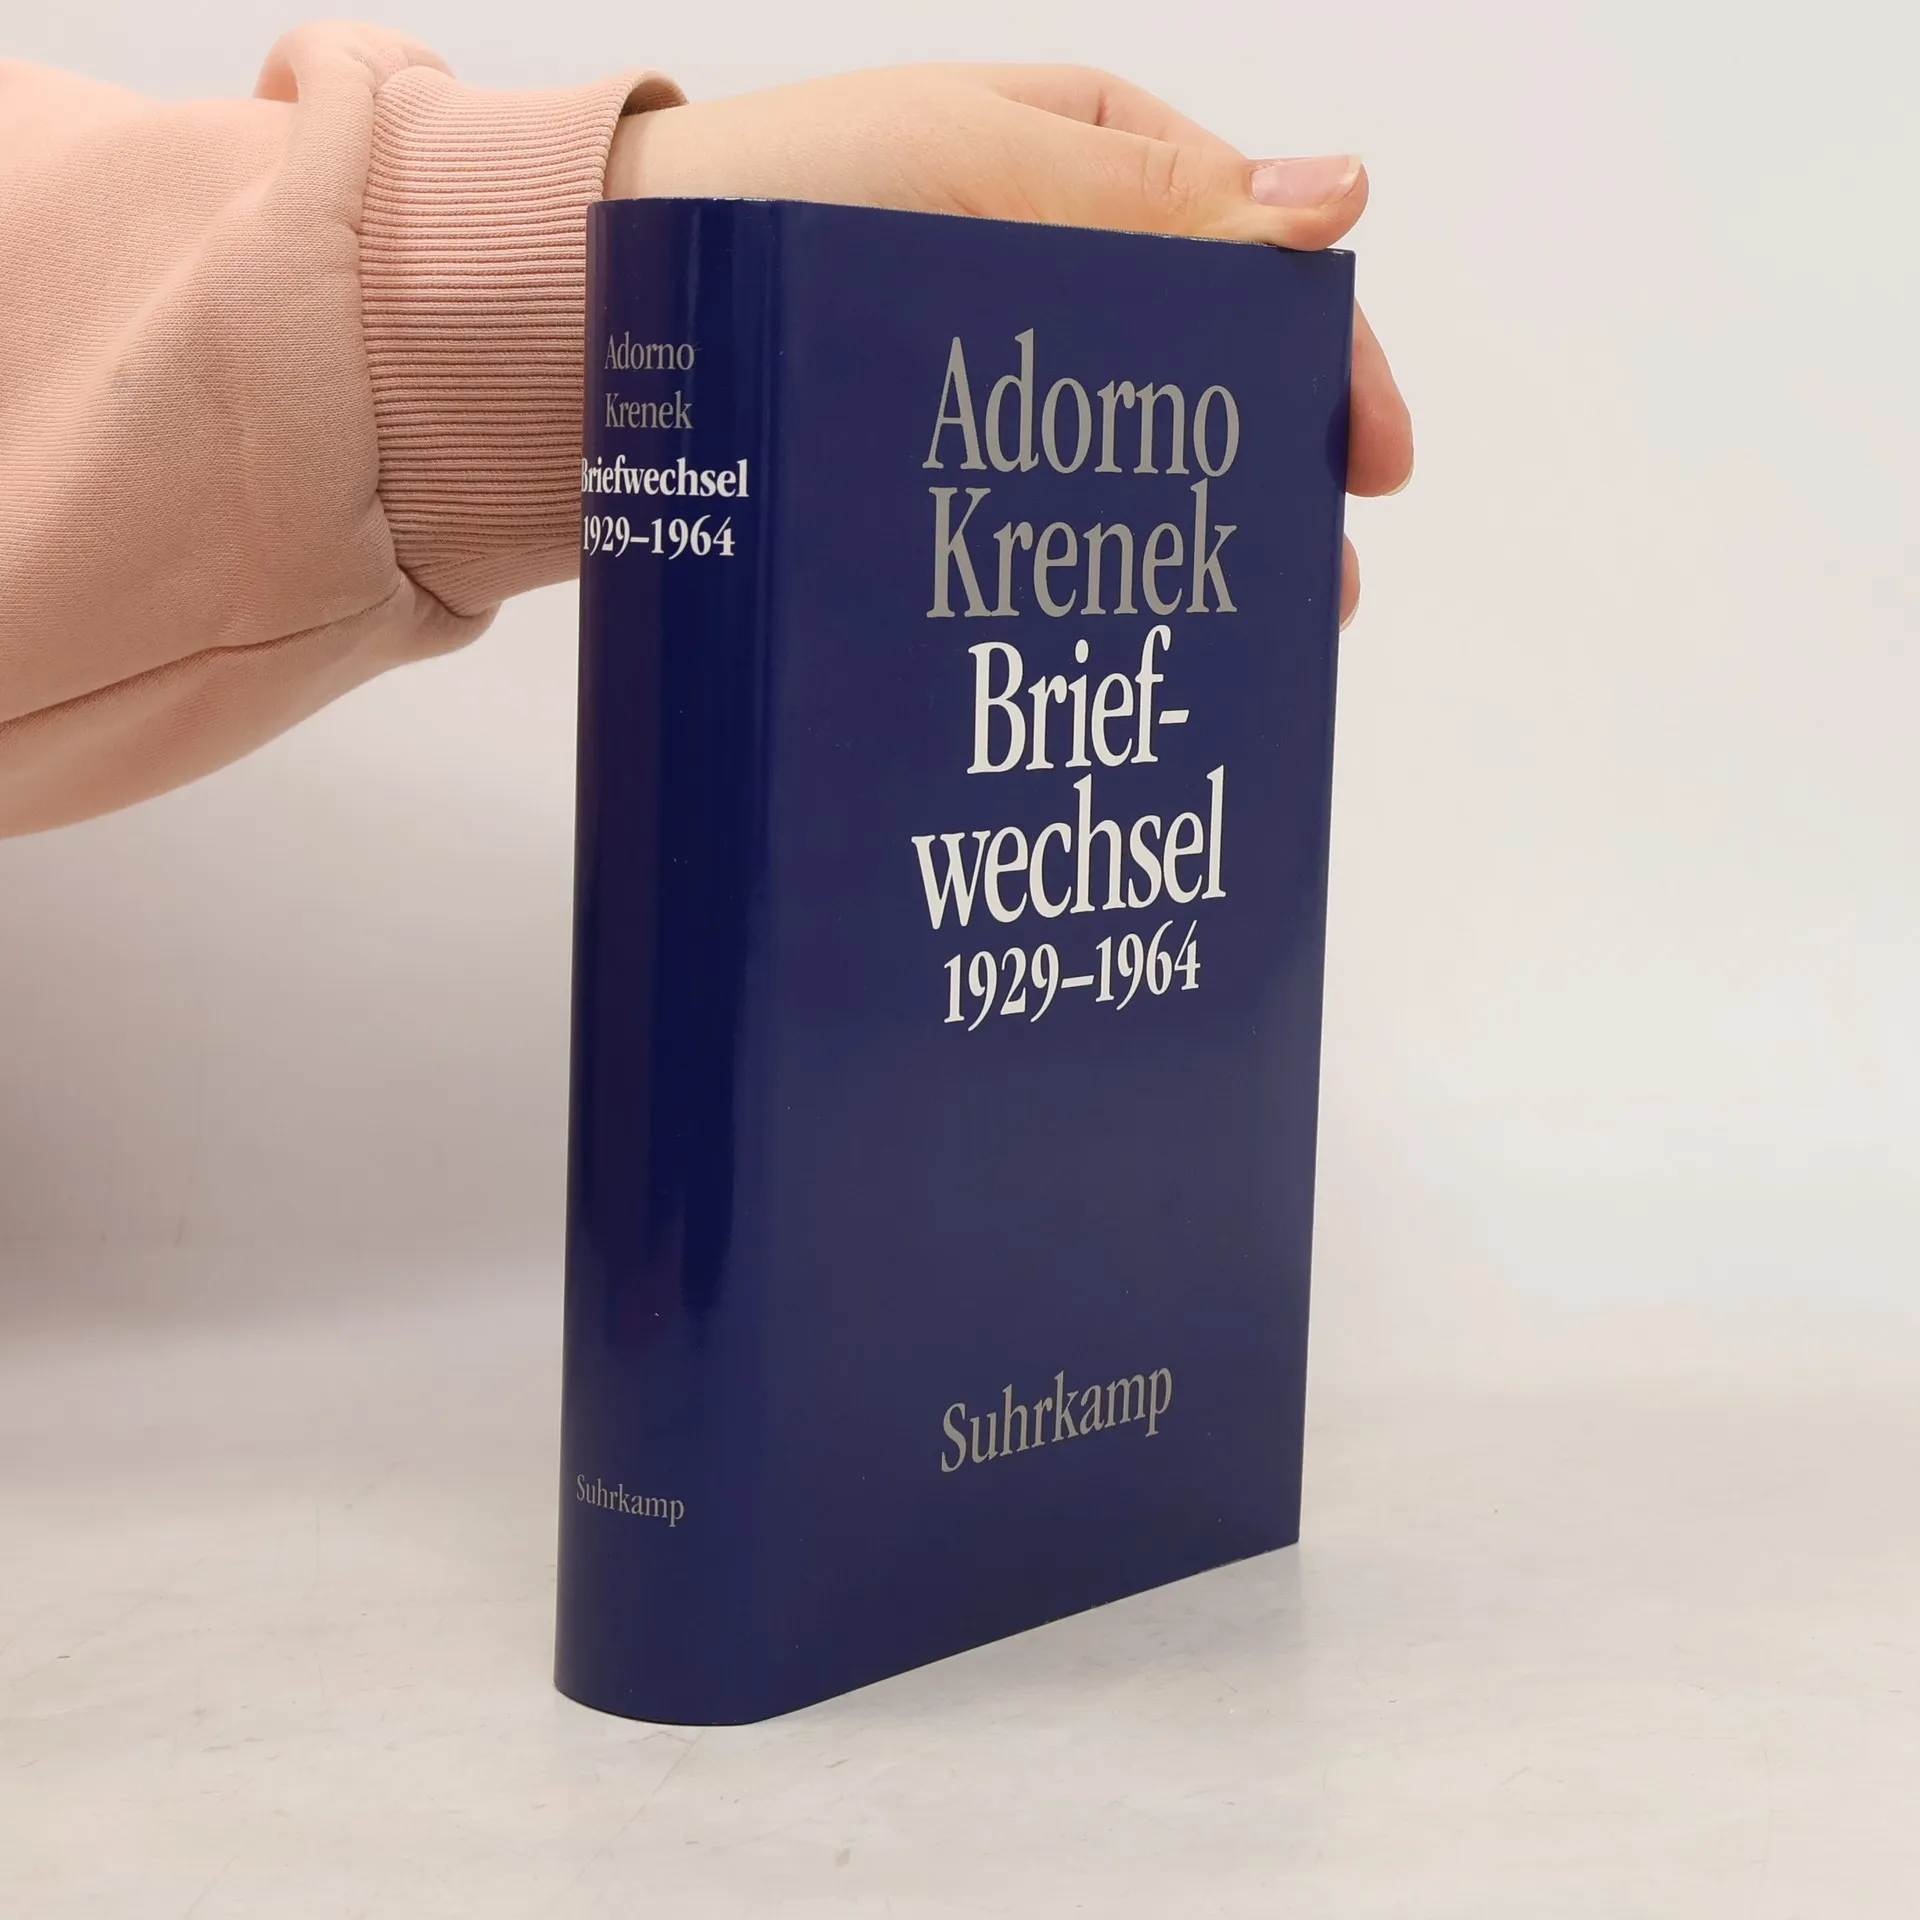 Adorno
Krenek
Briefwechsel
1929–1964
Suhrkamp
Adorno
Krenek
Brief-
wechsel
1929–1964
Suhrkamp